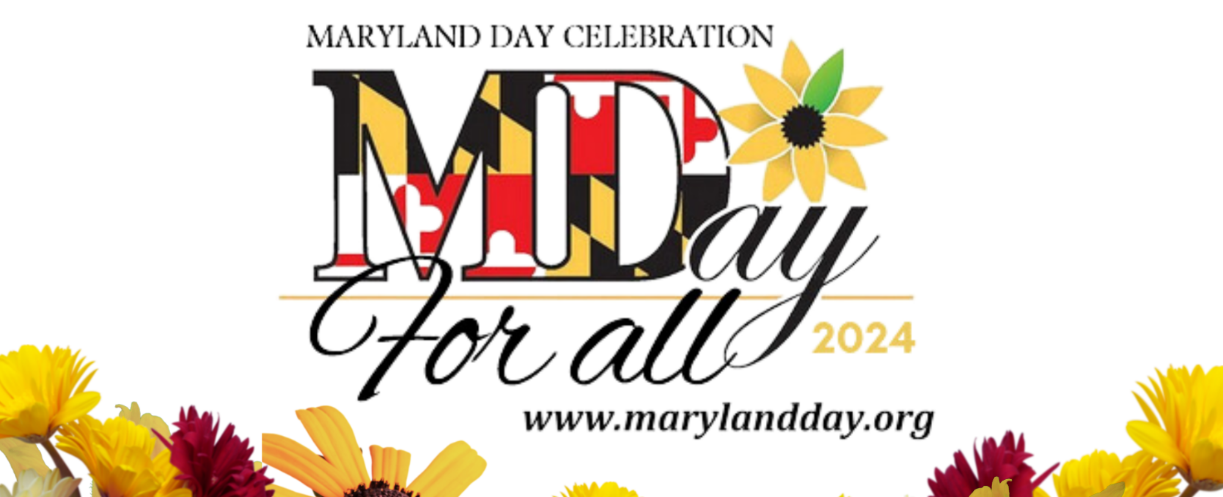 MARYLAND DAY CELEBRATION
MDay
For all
2024
www.marylandday.org